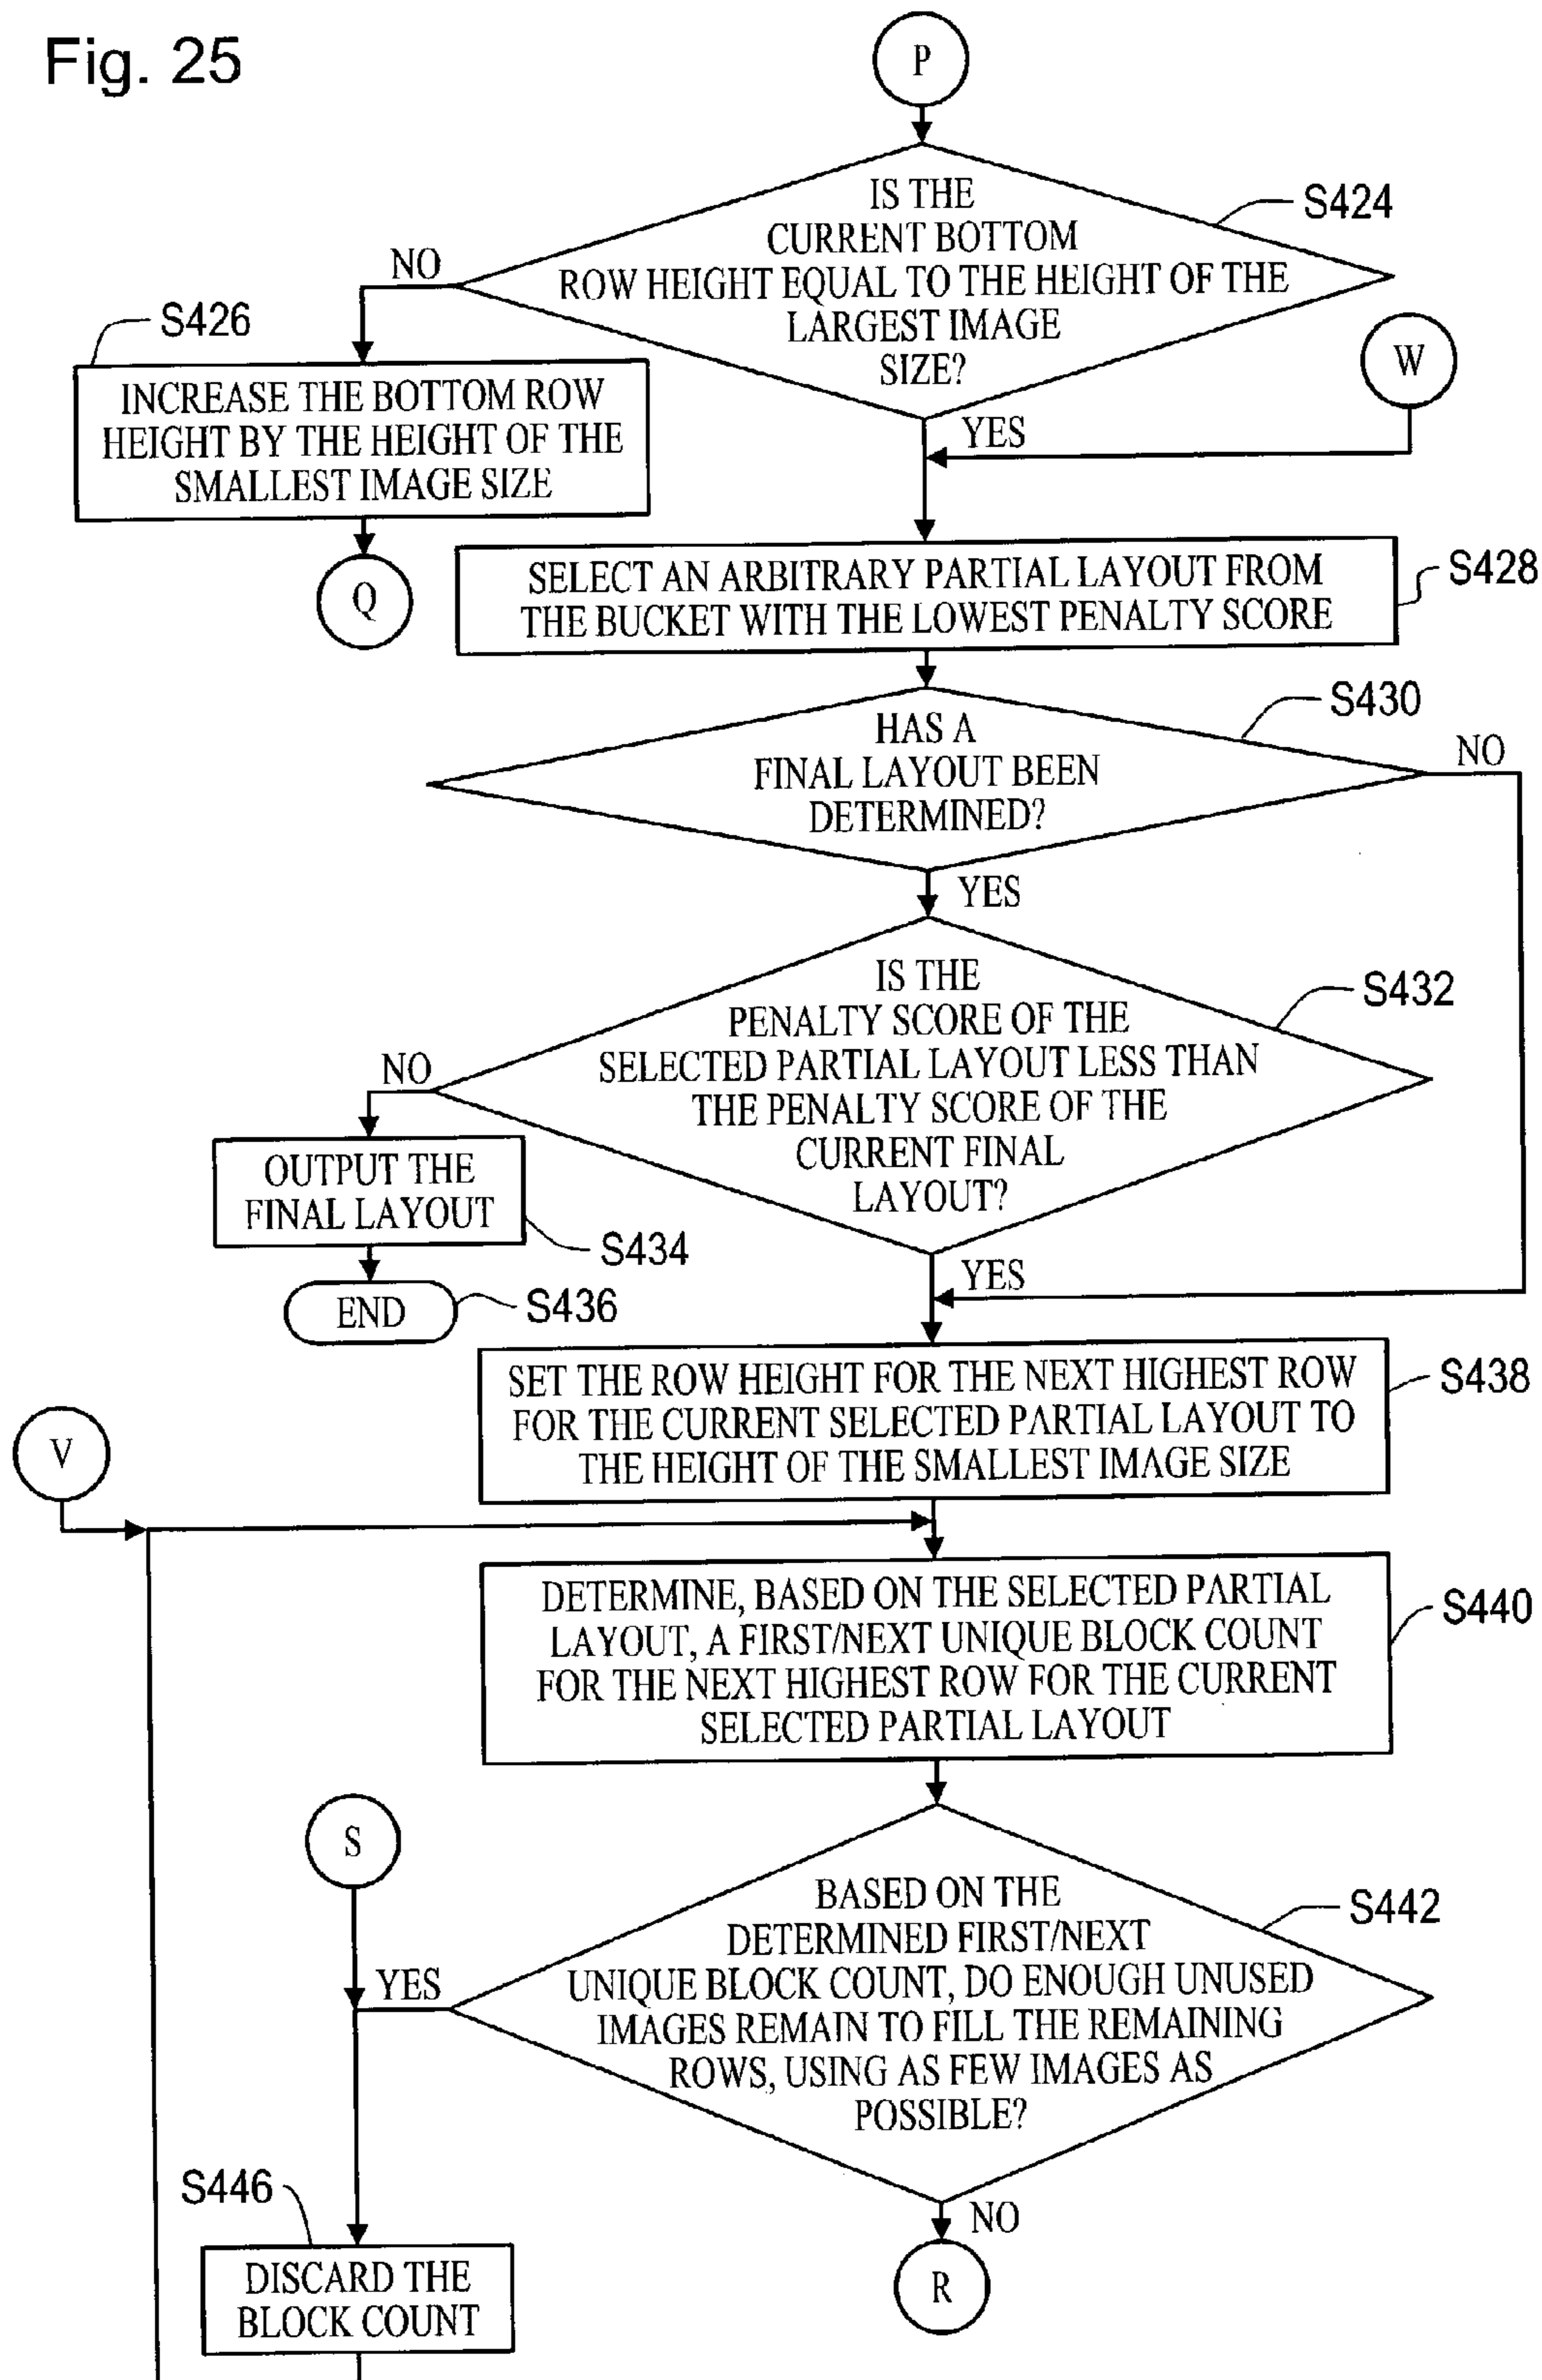 Fig. 25
P
IS THE
CURRENT BOTTOM
ROW HEIGHT EQUAL TO THE HEIGHT OF THE
LARGEST IMAGE
SIZE?
S424
NO
S426
INCREASE THE BOTTOM ROW
HEIGHT BY THE HEIGHT OF THE
SMALLEST IMAGE SIZE
Q
W
YES
SELECT AN ARBITRARY PARTIAL LAYOUT FROM
THE BUCKET WITH THE LOWEST PENALTY SCORE
S428
HAS A
FINAL LAYOUT BEEN
DETERMINED?
S430
NO
YES
IS THE
PENALTY SCORE OF THE
SELECTED PARTIAL LAYOUT LESS THAN
THE PENALTY SCORE OF THE
CURRENT FINAL
LAYOUT?
S432
NO
OUTPUT THE
FINAL LAYOUT
S434
END
S436
YES
SET THE ROW HEIGHT FOR THE NEXT HIGHEST ROW
FOR THE CURRENT SELECTED PARTIAL LAYOUT TO
THE HEIGHT OF THE SMALLEST IMAGE SIZE
S438
V
DETERMINE, BASED ON THE SELECTED PARTIAL
LAYOUT, A FIRST/NEXT UNIQUE BLOCK COUNT
FOR THE NEXT HIGHEST ROW FOR THE CURRENT
SELECTED PARTIAL LAYOUT
S440
S
BASED ON THE
DETERMINED FIRST/NEXT
UNIQUE BLOCK COUNT, DO ENOUGH UNUSED
IMAGES REMAIN TO FILL THE REMAINING
ROWS, USING AS FEW IMAGES AS
POSSIBLE?
S442
YES
S446
DISCARD THE
BLOCK COUNT
NO
R